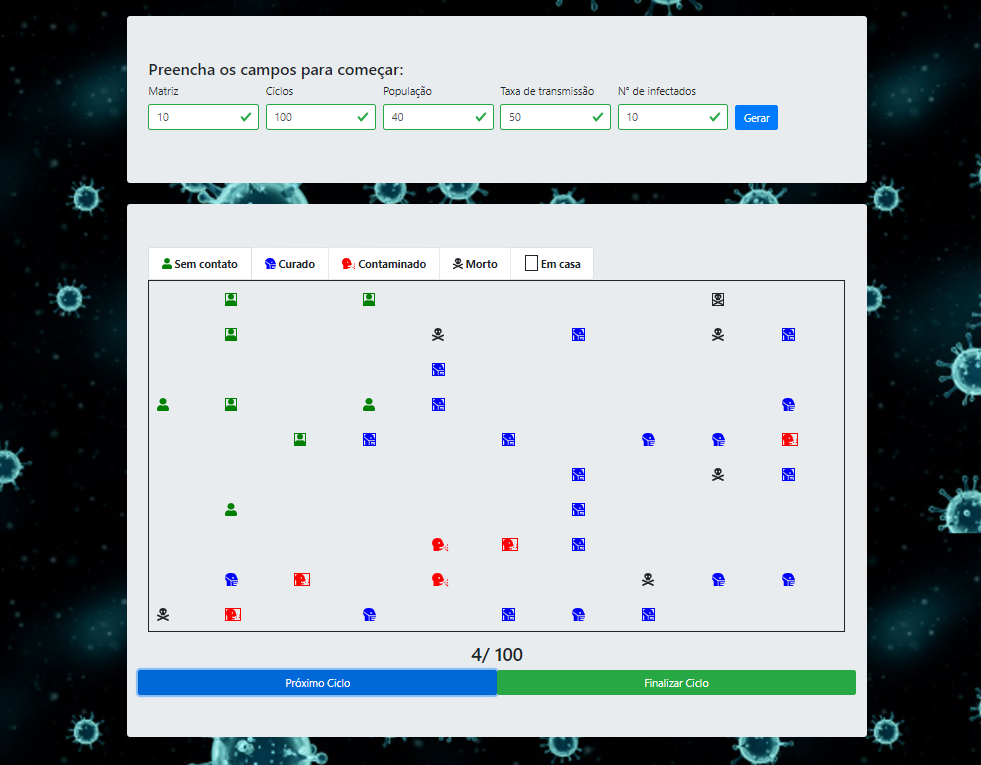 Preencha os campos para começar:
Matriz Ciclos População Taxa de transmissão N° de infectados
10 100 40 50 10 Gerar
Sem contato Curado Contaminado Morto Em casa
4/ 100
Próximo Ciclo Finalizar Ciclo